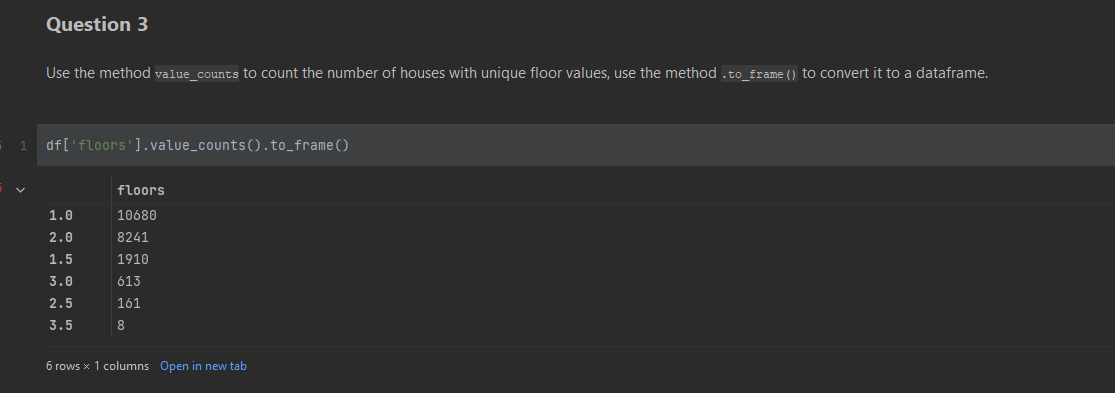 Question 3
Use the method value_counts to count the number of houses with unique floor values, use the method .to_frame() to convert it to a dataframe.
1 df['floors'].value_counts().to_frame()
floors
1.0 10680
2.0 8241
1.5 1910
3.0 613
2.5 161
3.5 8
6 rows × 1 columns Open in new tab